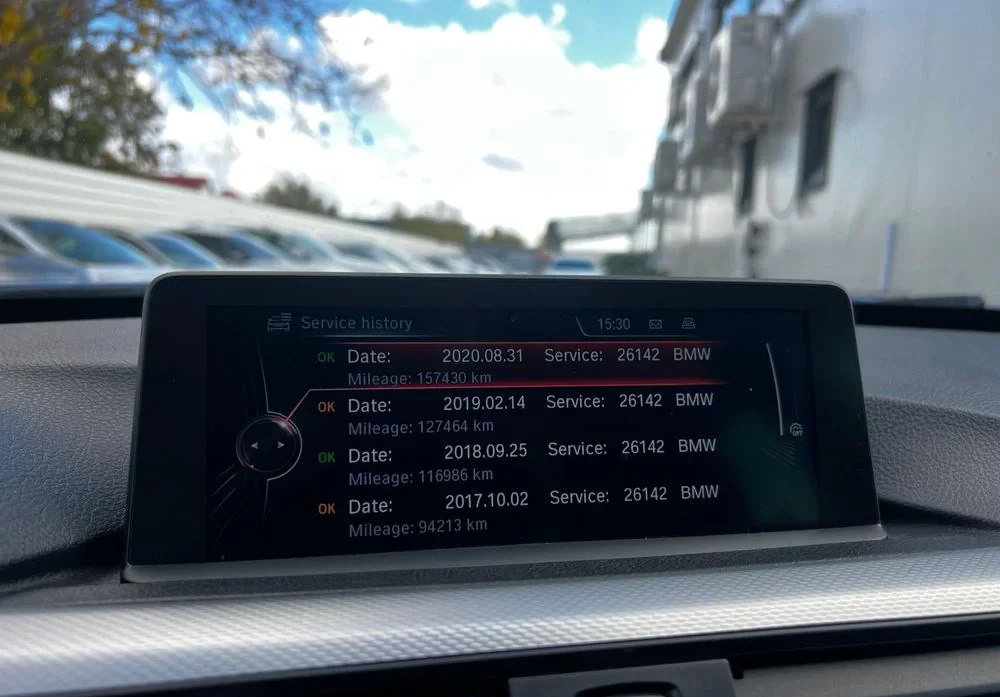 Service history 15:30
OK Date: 2020.08.31 Service: 26142 BMW
Mileage: 157430 km
OK Date: 2019.02.14 Service: 26142 BMW
Mileage: 127464 km
OK Date: 2018.09.25 Service: 26142 BMW
Mileage: 116986 km
OK Date: 2017.10.02 Service: 26142 BMW
Mileage: 94213 km
OFF